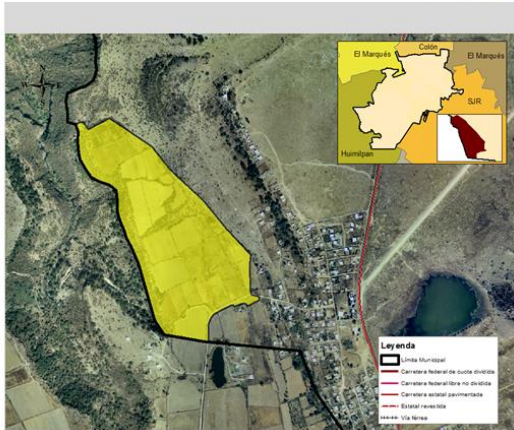 El Marqués
Colón
El Marqués
SJR
Huimilpan
Leyenda
Límite Municipal
Carretera federal de cuota dividida
Carretera federal libre no dividida
Carretera estatal pavimentada
Estatal revestida
Vía férrea